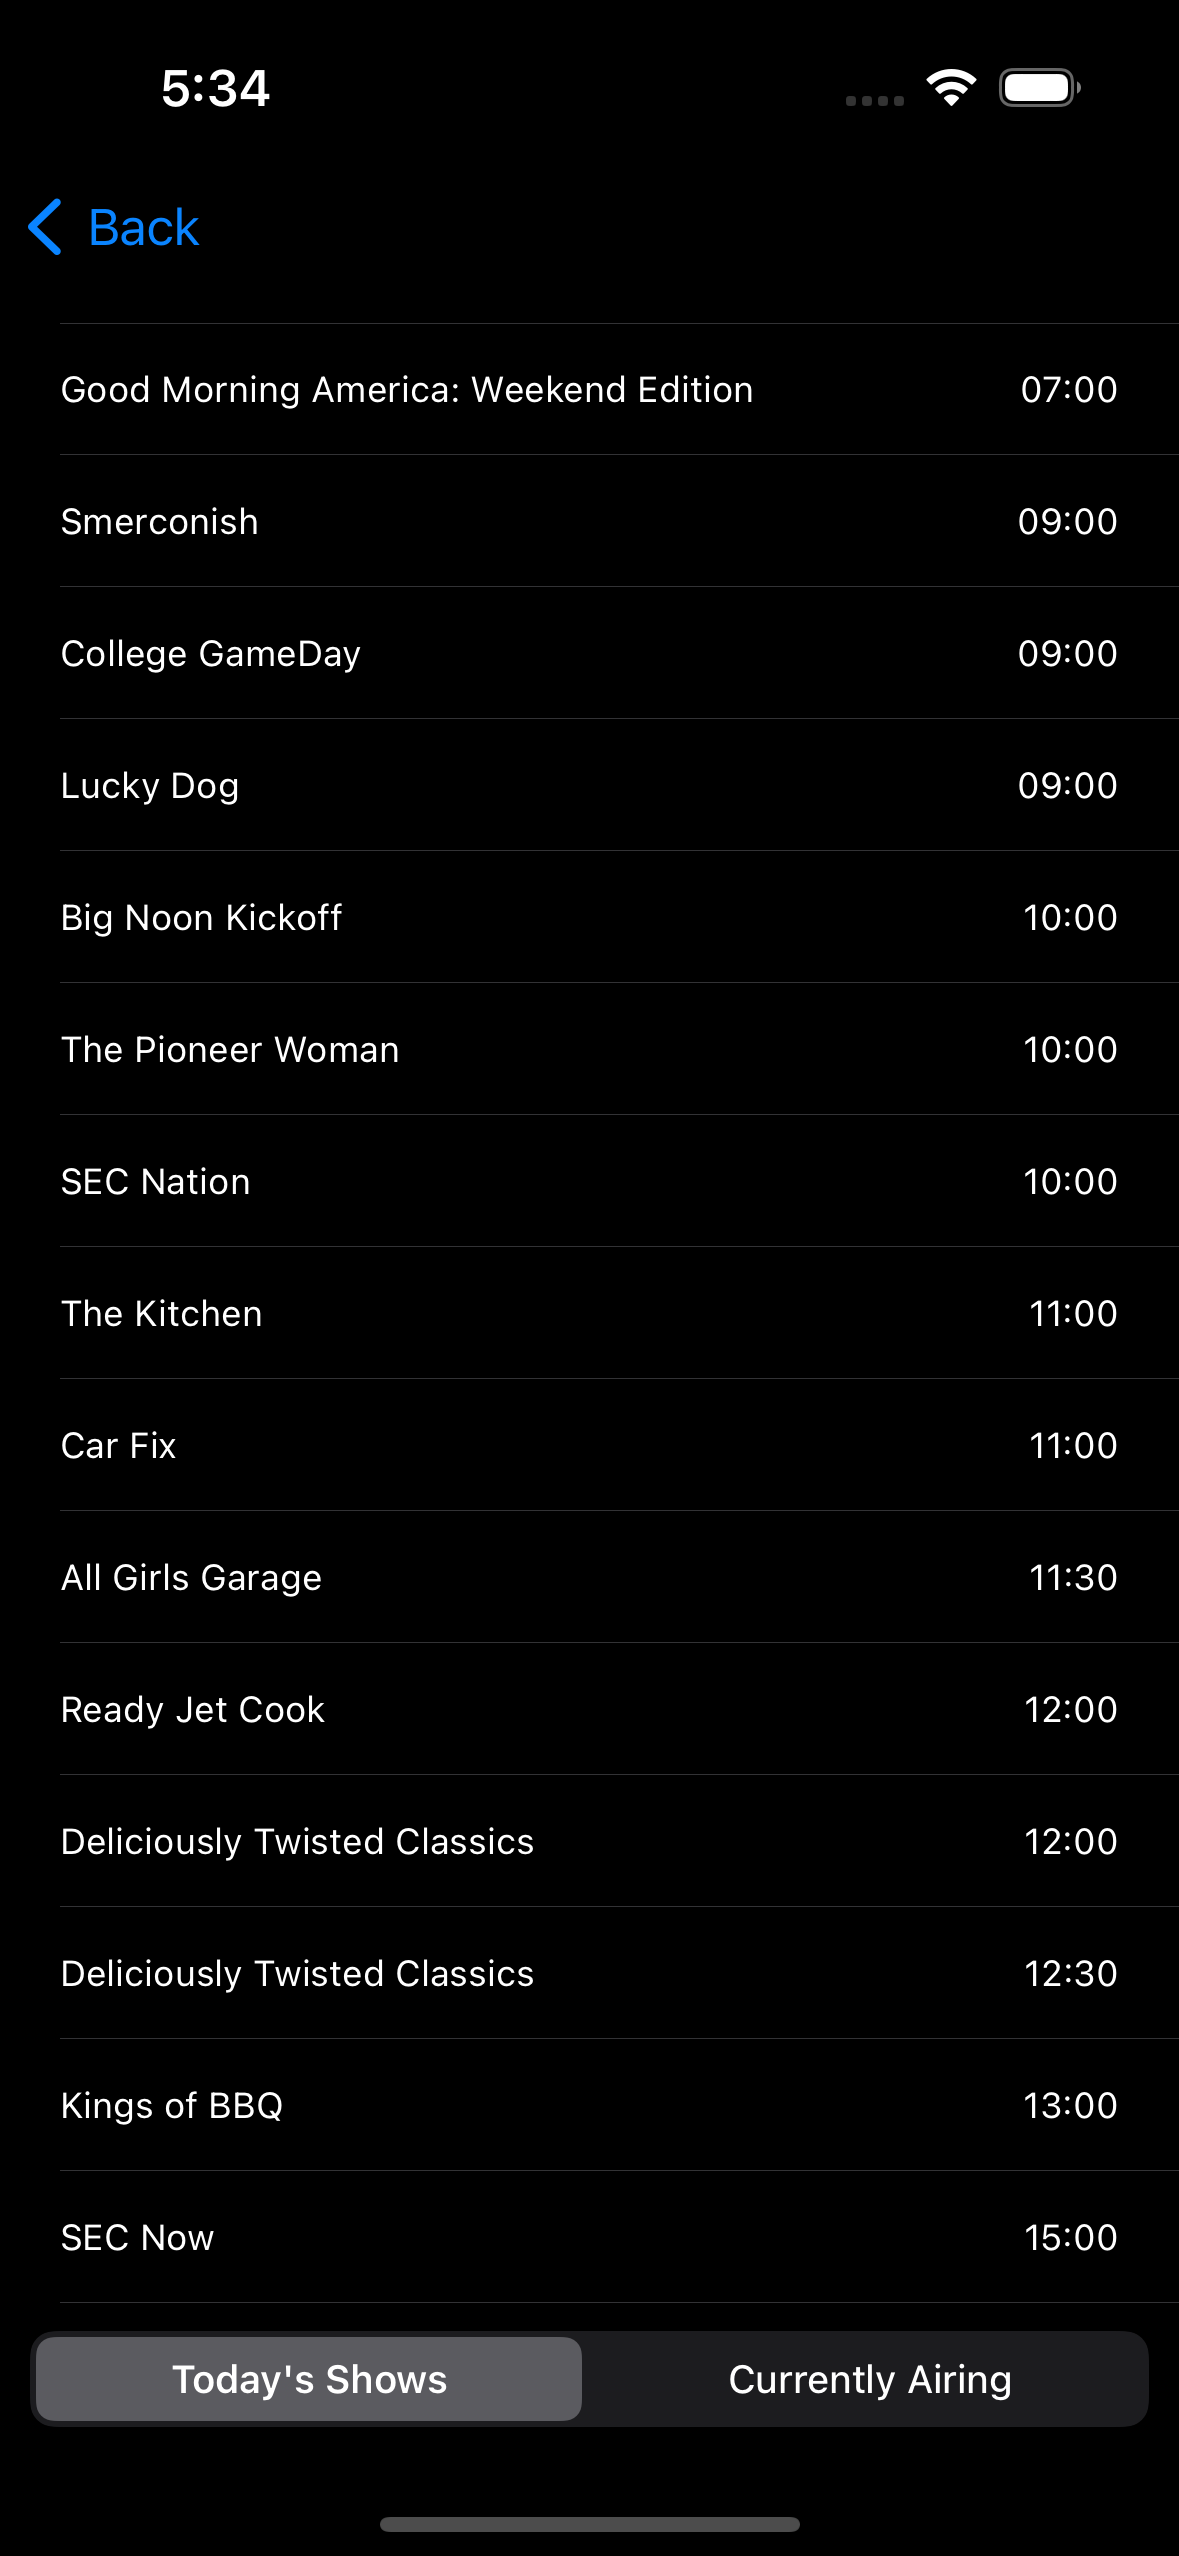 5:34
Back
Good Morning America: Weekend Edition 07:00
Smerconish 09:00
College GameDay 09:00
Lucky Dog 09:00
Big Noon Kickoff 10:00
The Pioneer Woman 10:00
SEC Nation 10:00
The Kitchen 11:00
Car Fix 11:00
All Girls Garage 11:30
Ready Jet Cook 12:00
Deliciously Twisted Classics 12:00
Deliciously Twisted Classics 12:30
Kings of BBQ 13:00
SEC Now 15:00
Today's Shows Currently Airing